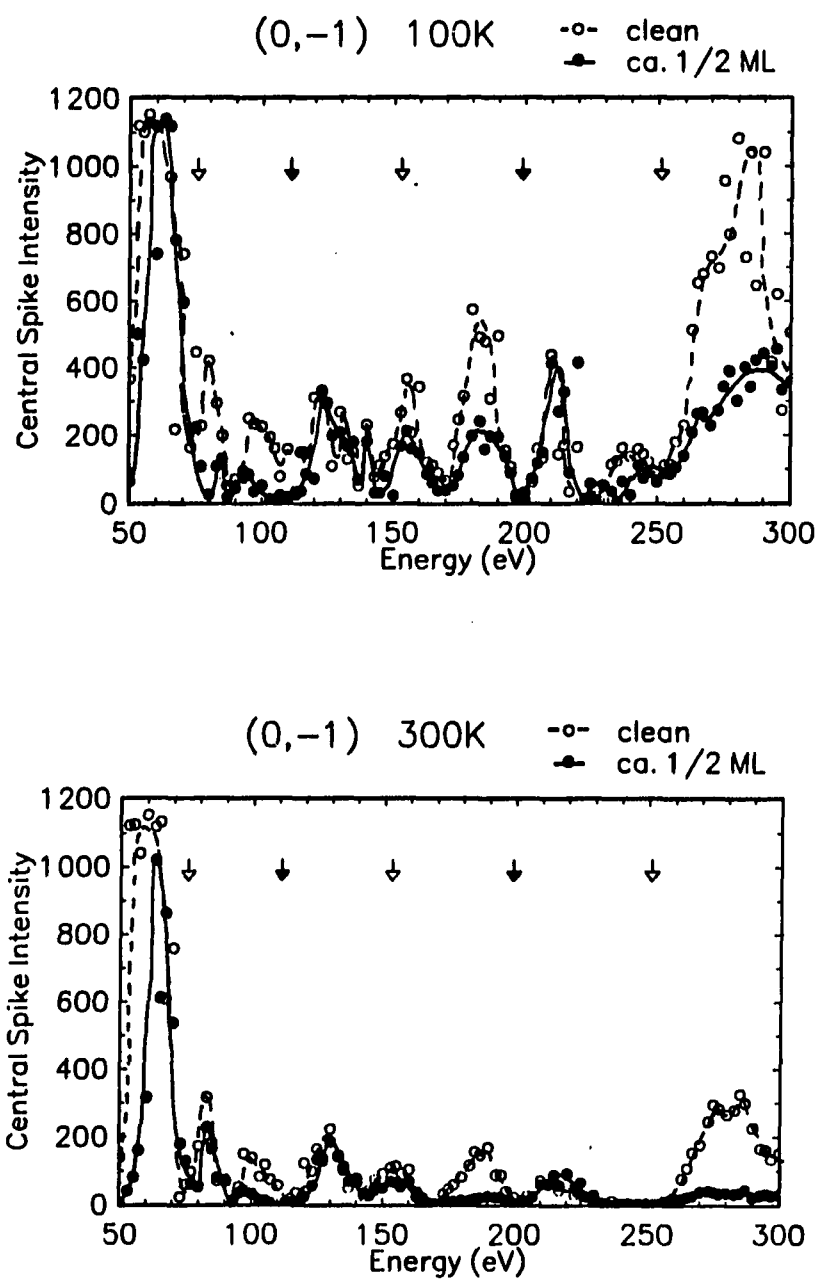 (0,−1) 100K
clean
ca. 1/2 ML
1200
1000
800
600
400
200
0
Central Spike Intensity
50 100 150 200 250 300
Energy (eV)
(0,−1) 300K
clean
ca. 1/2 ML
1200
1000
800
600
400
200
0
Central Spike Intensity
50 100 150 200 250 300
Energy (eV)